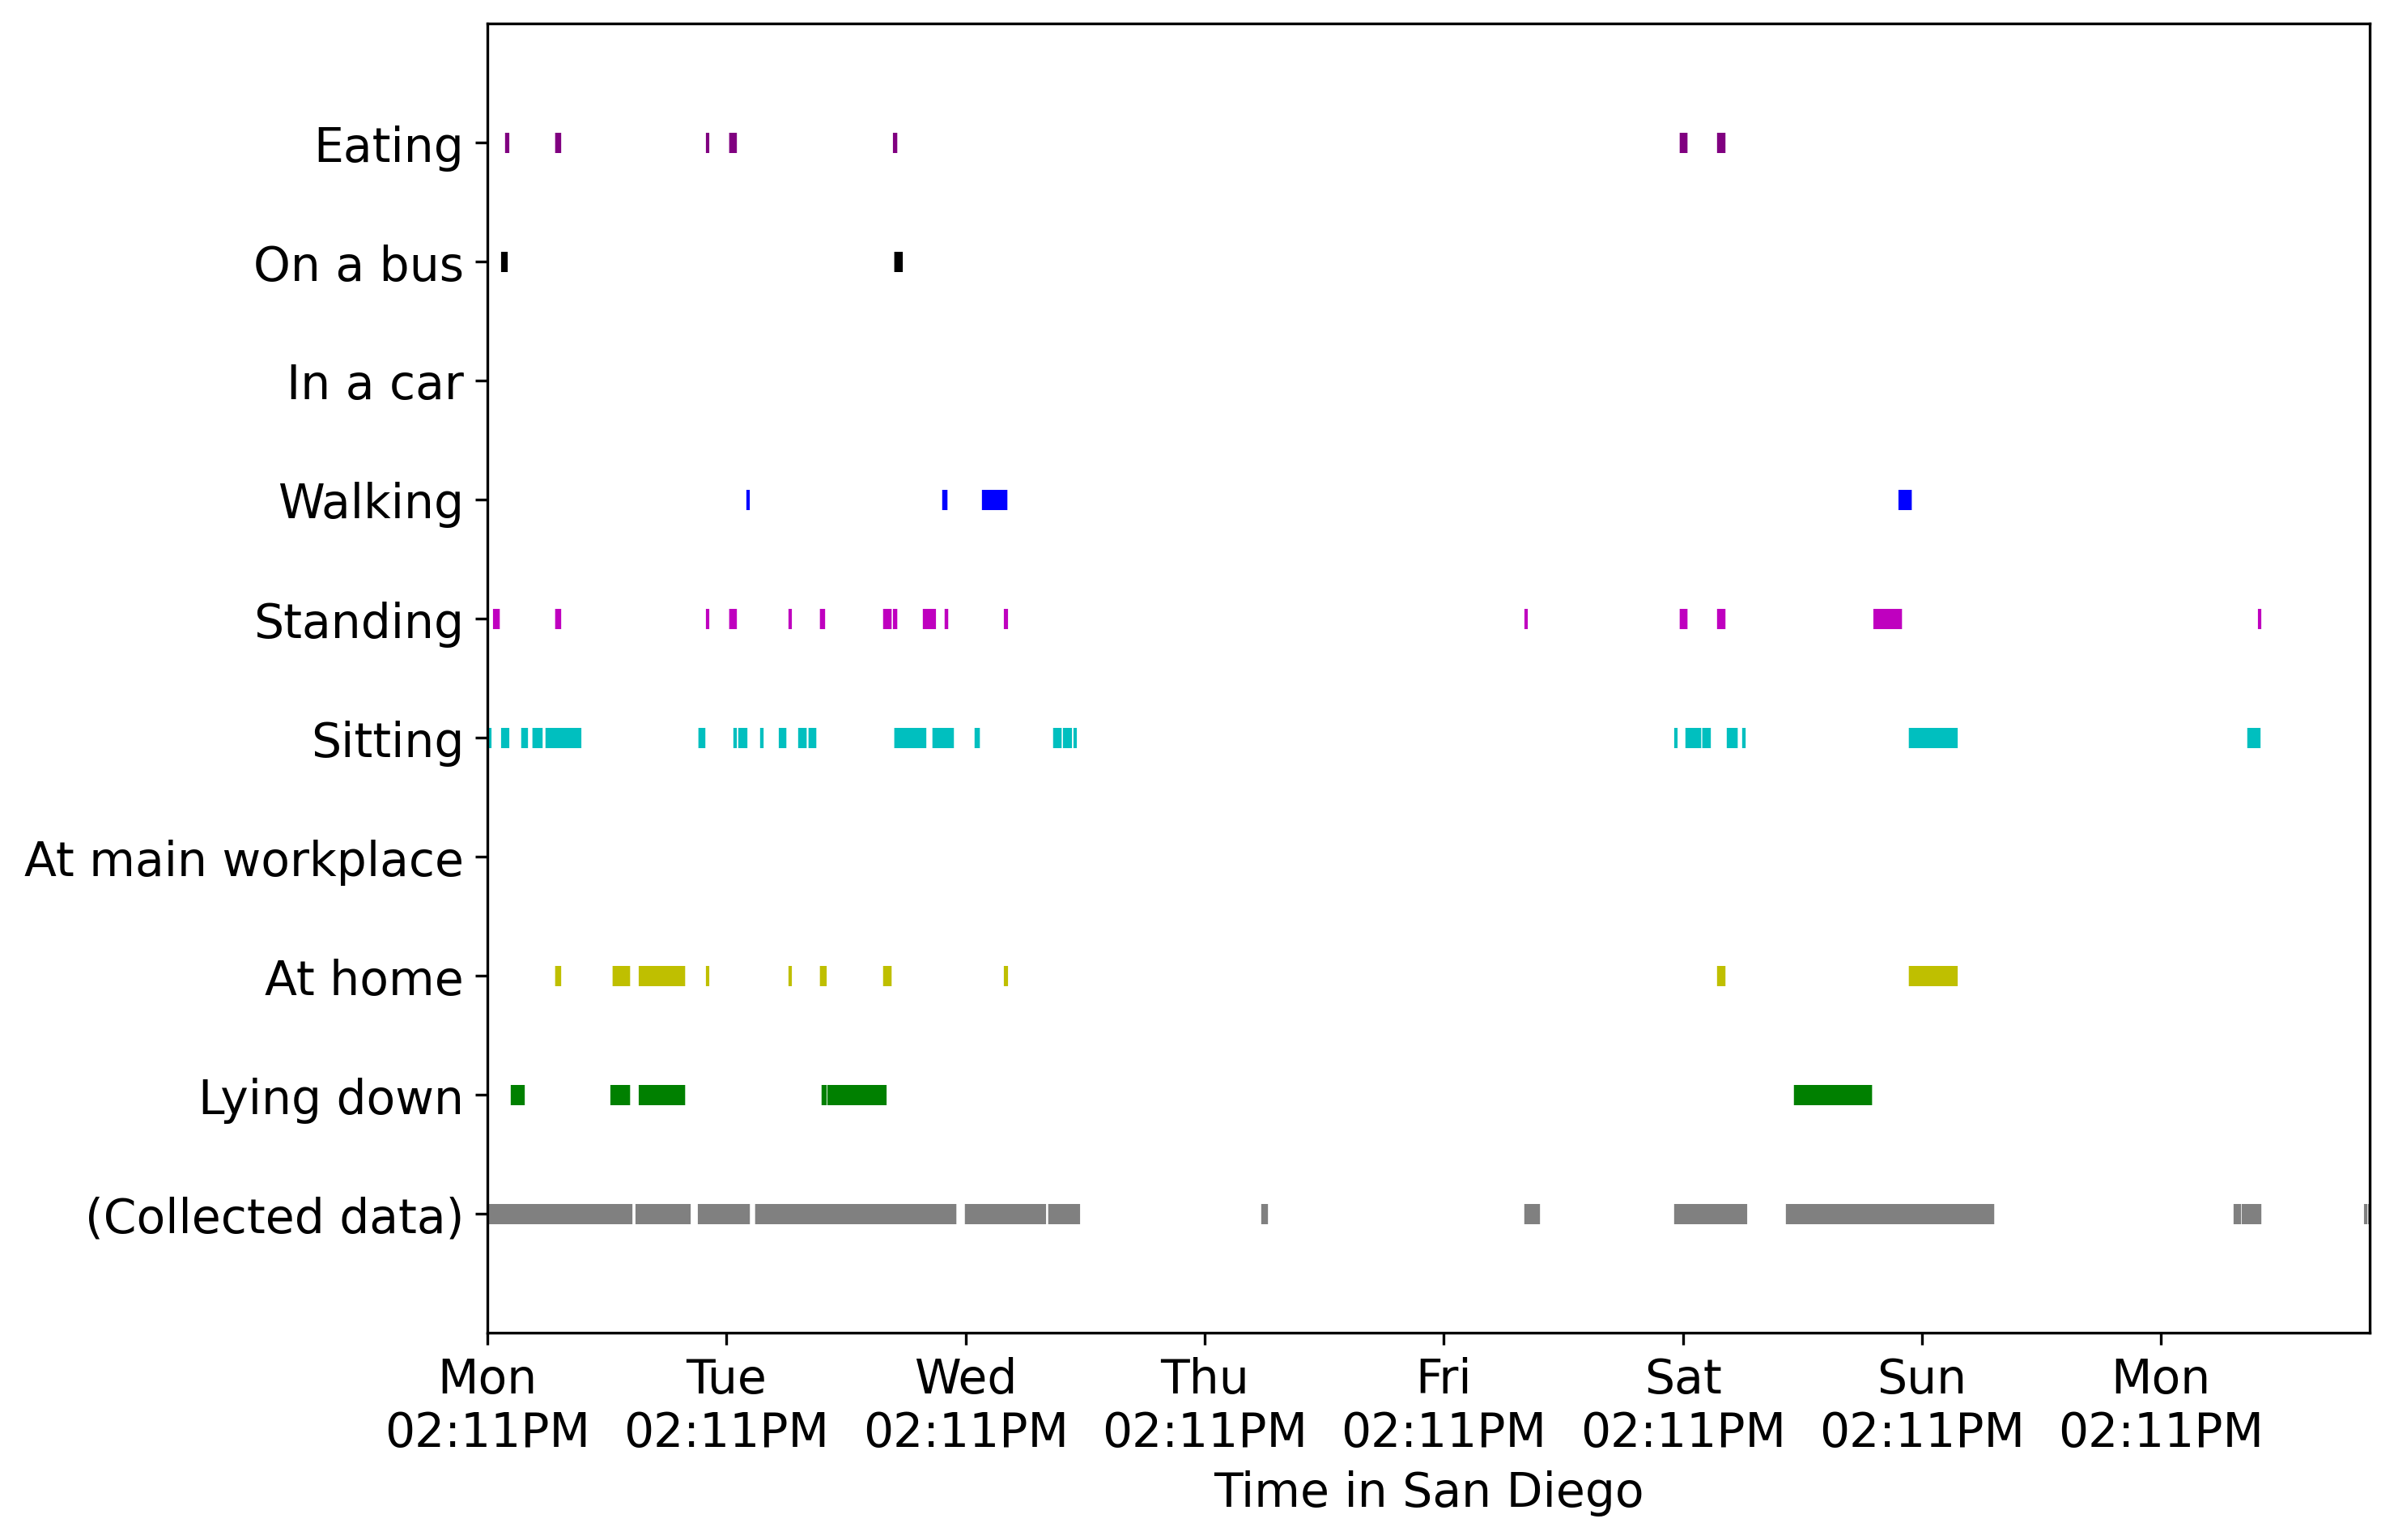 Eating
On a bus
In a car
Walking
Standing
Sitting
At main workplace
At home
Lying down
(Collected data)
Mon Tue Wed Thu Fri Sat Sun Mon
02:11PM 02:11PM 02:11PM 02:11PM 02:11PM 02:11PM 02:11PM 02:11PM
Time in San Diego